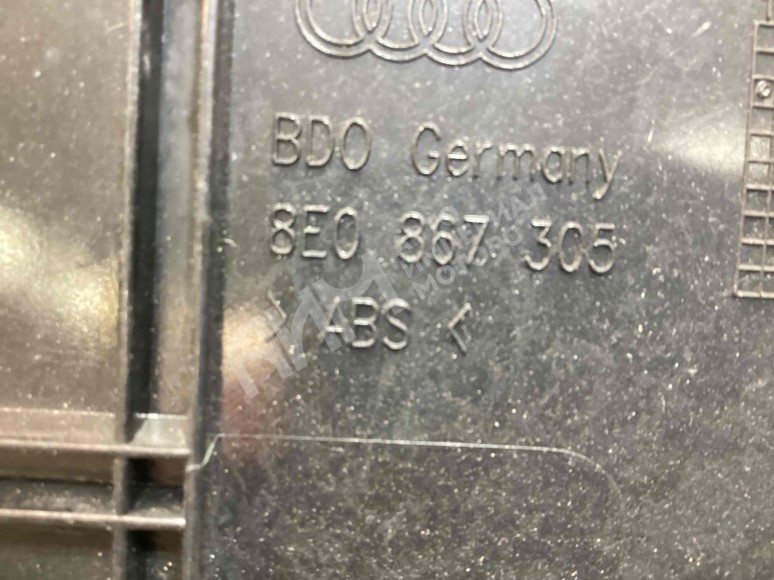 BDO Germany
8E0 867 305
> ABS <